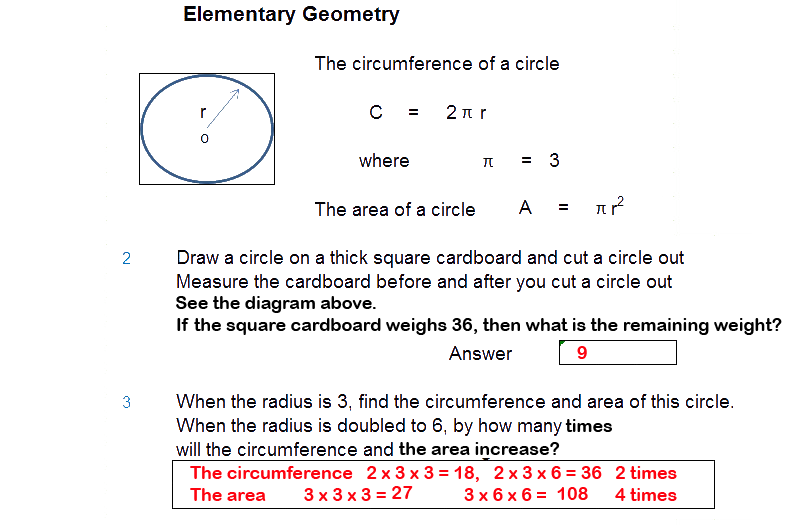 Elementary Geometry
The circumference of a circle
r
o
C = 2 π r
where π = 3
The area of a circle A = π r²
2 Draw a circle on a thick square cardboard and cut a circle out
Measure the cardboard before and after you cut a circle out
See the diagram above.
If the square cardboard weighs 36, then what is the remaining weight?
Answer 9
3 When the radius is 3, find the circumference and area of this circle.
When the radius is doubled to 6, by how many times
will the circumference and the area increase?
The circumference 2 x 3 x 3 = 18, 2 x 3 x 6 = 36 2 times
The area 3 x 3 x 3 = 27 3 x 6 x 6 = 108 4 times